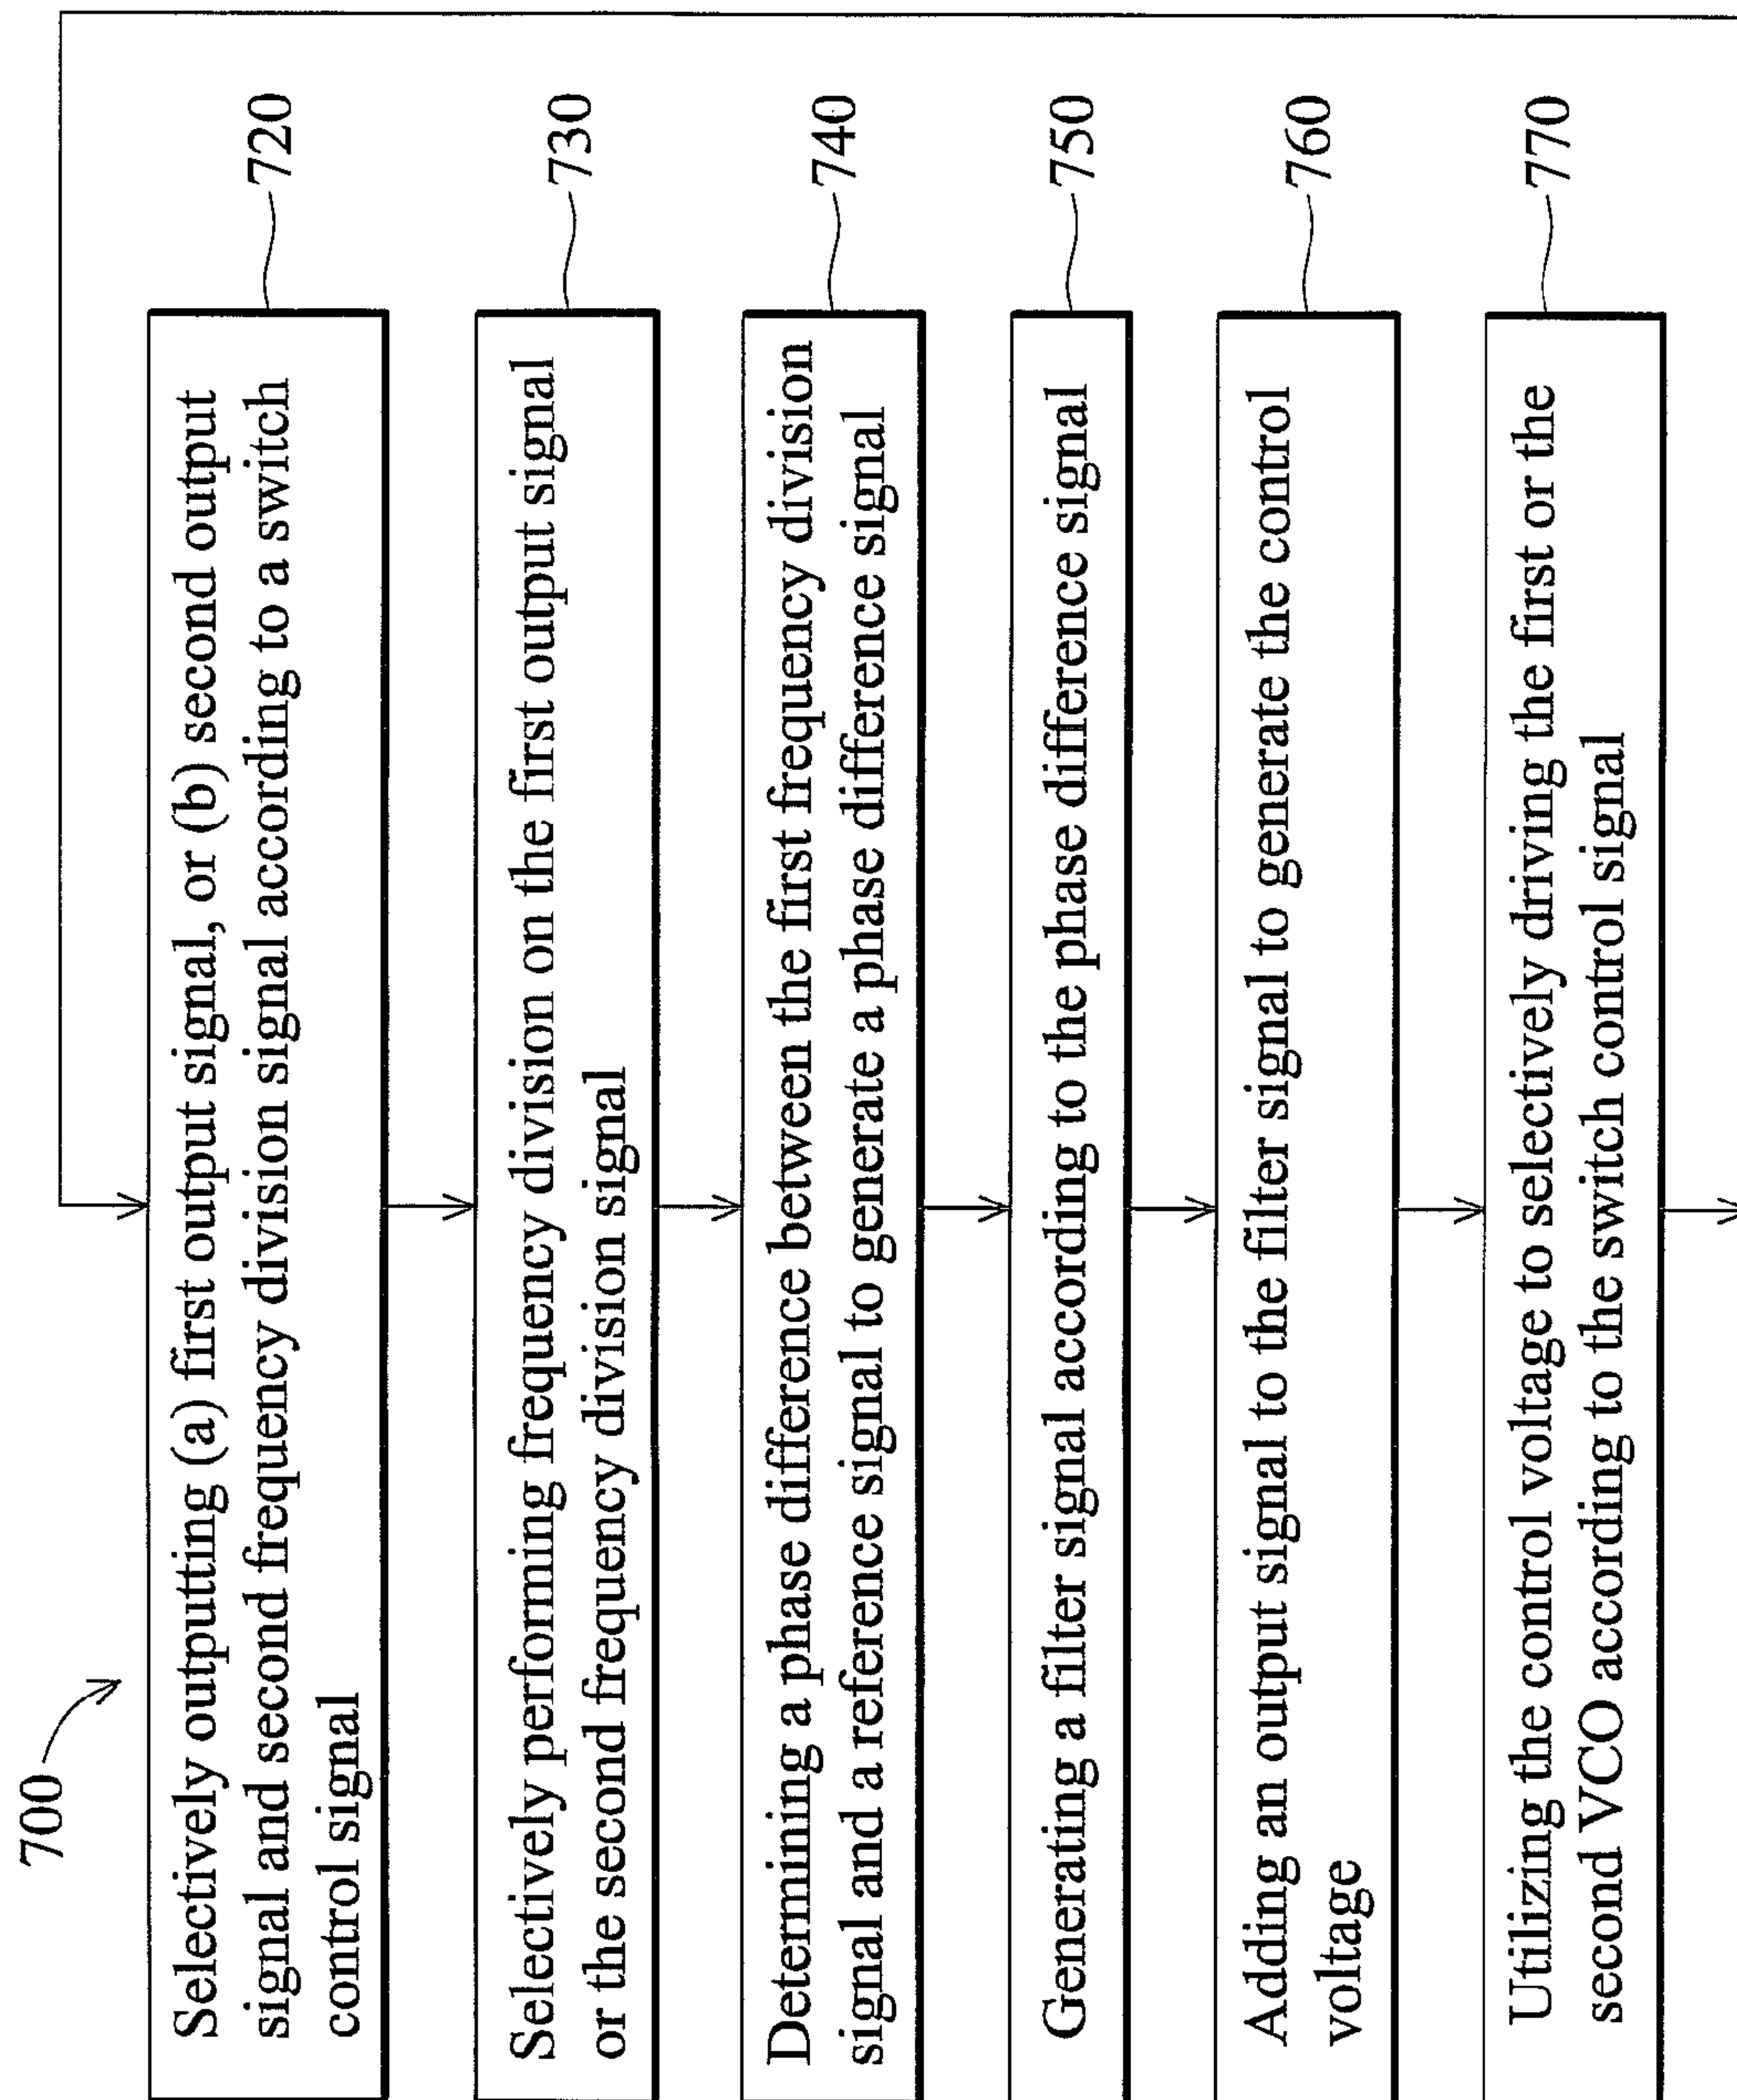 700
Selectively outputting (a) first output signal, or (b) second output
signal and second frequency division signal according to a switch
control signal
720
Selectively performing frequency division on the first output signal
or the second frequency division signal
730
Determining a phase difference between the first frequency division
signal and a reference signal to generate a phase difference signal
740
Generating a filter signal according to the phase difference signal
750
Adding an output signal to the filter signal to generate the control
voltage
760
Utilizing the control voltage to selectively driving the first or the
second VCO according to the switch control signal
770